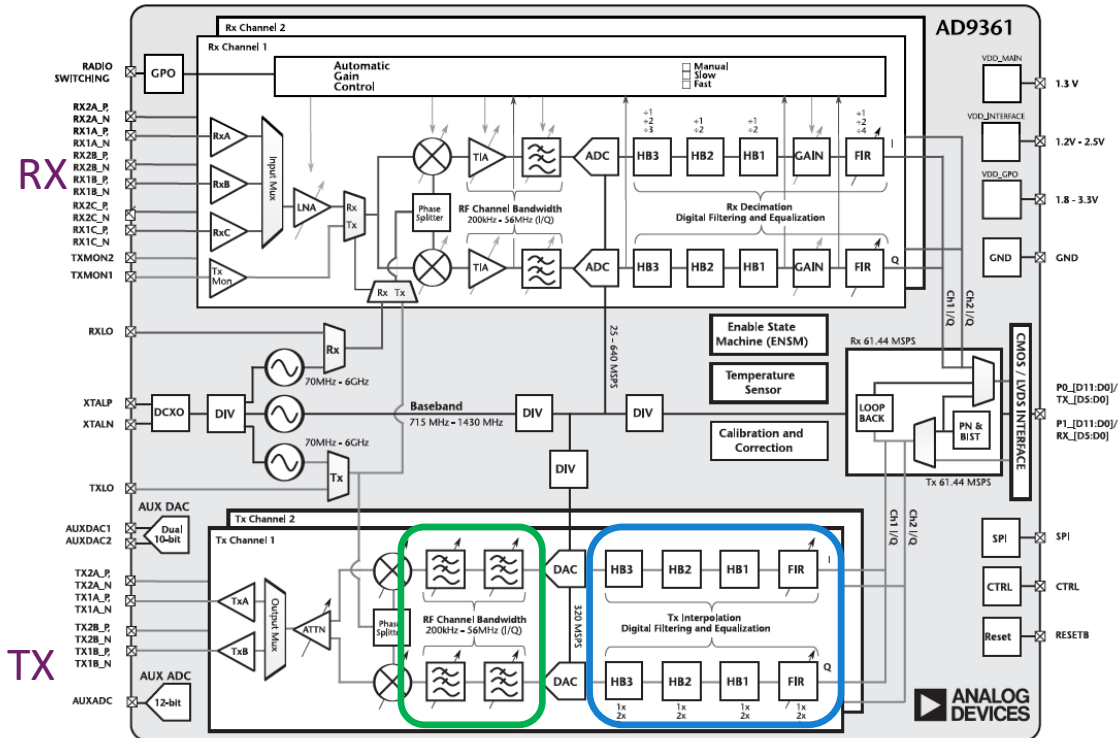 AD9361
Rx Channel 2
Rx Channel 1
RADIO
SWITCHING
GPO
Automatic
Gain
Control
Manual
Slow
Fast
VDD_MAIN
1.3 V
VDD_INTERFACE
1.2V - 2.5V
VDD_GPO
1.8 - 3.3V
GND
GND
RX
RX2A_P,
RX2A_N
RX1A_P,
RX1A_N
RX2B_P,
RX2B_N
RX1B_P,
RX1B_N
RX2C_P,
RX2C_N
RX1C_P,
RX1C_N
TXMON2
TXMON1
RxA
RxB
RxC
Tx
Mon
Input Mux
LNA
Rx
Tx
Phase
Splitter
Rx Tx
TIA
ADC
÷1
÷2
÷3
HB3
÷1
÷2
HB2
÷1
÷2
HB1
GAIN
÷1
÷2
÷4
FIR
I
RF Channel Bandwidth
200kHz – 56MHz (I/Q)
Rx Decimation
Digital Filtering and Equalization
TIA
ADC
HB3
HB2
HB1
GAIN
FIR
Q
Ch1 I/Q
Ch2 I/Q
RXLO
Rx
70MHz – 6GHz
25 – 640 MSPS
Enable State
Machine (ENSM)
Temperature
Sensor
Calibration and
Correction
Rx 61.44 MSPS
LOOP
BACK
PN &
BIST
Tx 61.44 MSPS
CMOS / LVDS INTERFACE
P0_[D11:D0]/
TX_[D5:D0]
P1_[D11:D0]/
RX_[D5:D0]
XTALP
XTALN
DCXO
DIV
Baseband
715 MHz – 1430 MHz
DIV
DIV
DIV
70MHz – 6GHz
Tx
TXLO
AUX DAC
AUXDAC1
AUXDAC2
Dual
10-bit
Tx Channel 2
Tx Channel 1
Ch1 I/Q
Ch2 I/Q
TX
TX2A_P,
TX2A_N
TX1A_P,
TX1A_N
TX2B_P,
TX2B_N
TX1B_P,
TX1B_N
TxA
TxB
Output Mux
ATTN
Phase
Splitter
DAC
HB3
HB2
HB1
FIR
I
RF Channel Bandwidth
200kHz – 56MHz (I/Q)
320 MSPS
Tx Interpolation
Digital Filtering and Equalization
DAC
HB3
HB2
HB1
FIR
Q
1x
2x
1x
2x
1x
2x
1x
2x
AUX ADC
AUXADC
12-bit
SPI
SPI
CTRL
CTRL
Reset
RESETB
ANALOG
DEVICES